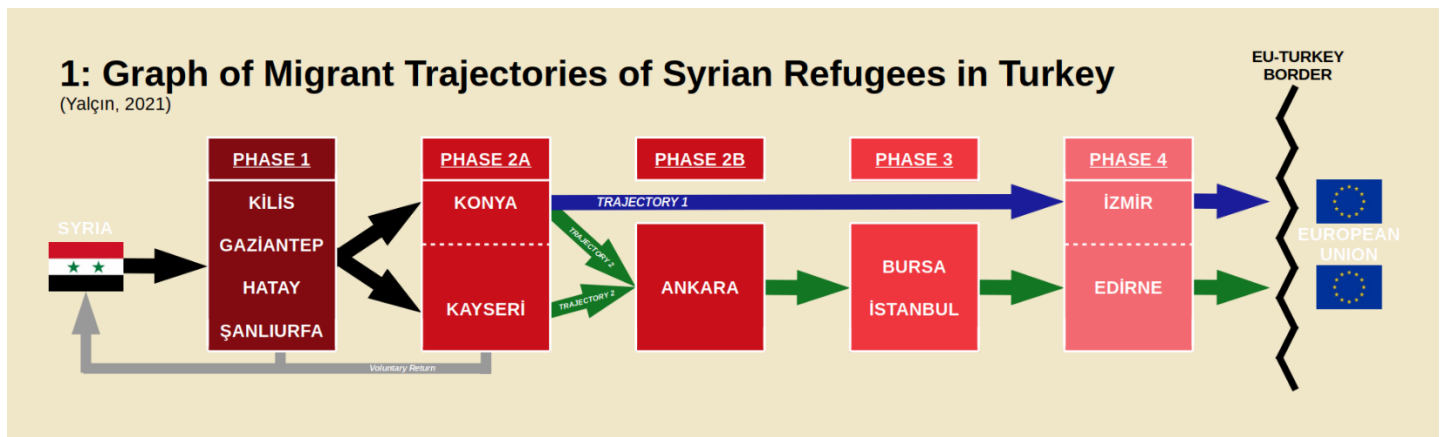 1: Graph of Migrant Trajectories of Syrian Refugees in Turkey
(Yalçın, 2021)
EU-TURKEY
BORDER
SYRIA
PHASE 1
KİLİS
GAZİANTEP
HATAY
ŞANLIURFA
PHASE 2A
KONYA
KAYSERİ
TRAJECTORY 1
TRAJECTORY 2
TRAJECTORY 2
PHASE 2B
ANKARA
PHASE 3
BURSA
İSTANBUL
PHASE 4
İZMİR
EDİRNE
EUROPEAN
UNION
Voluntary Return